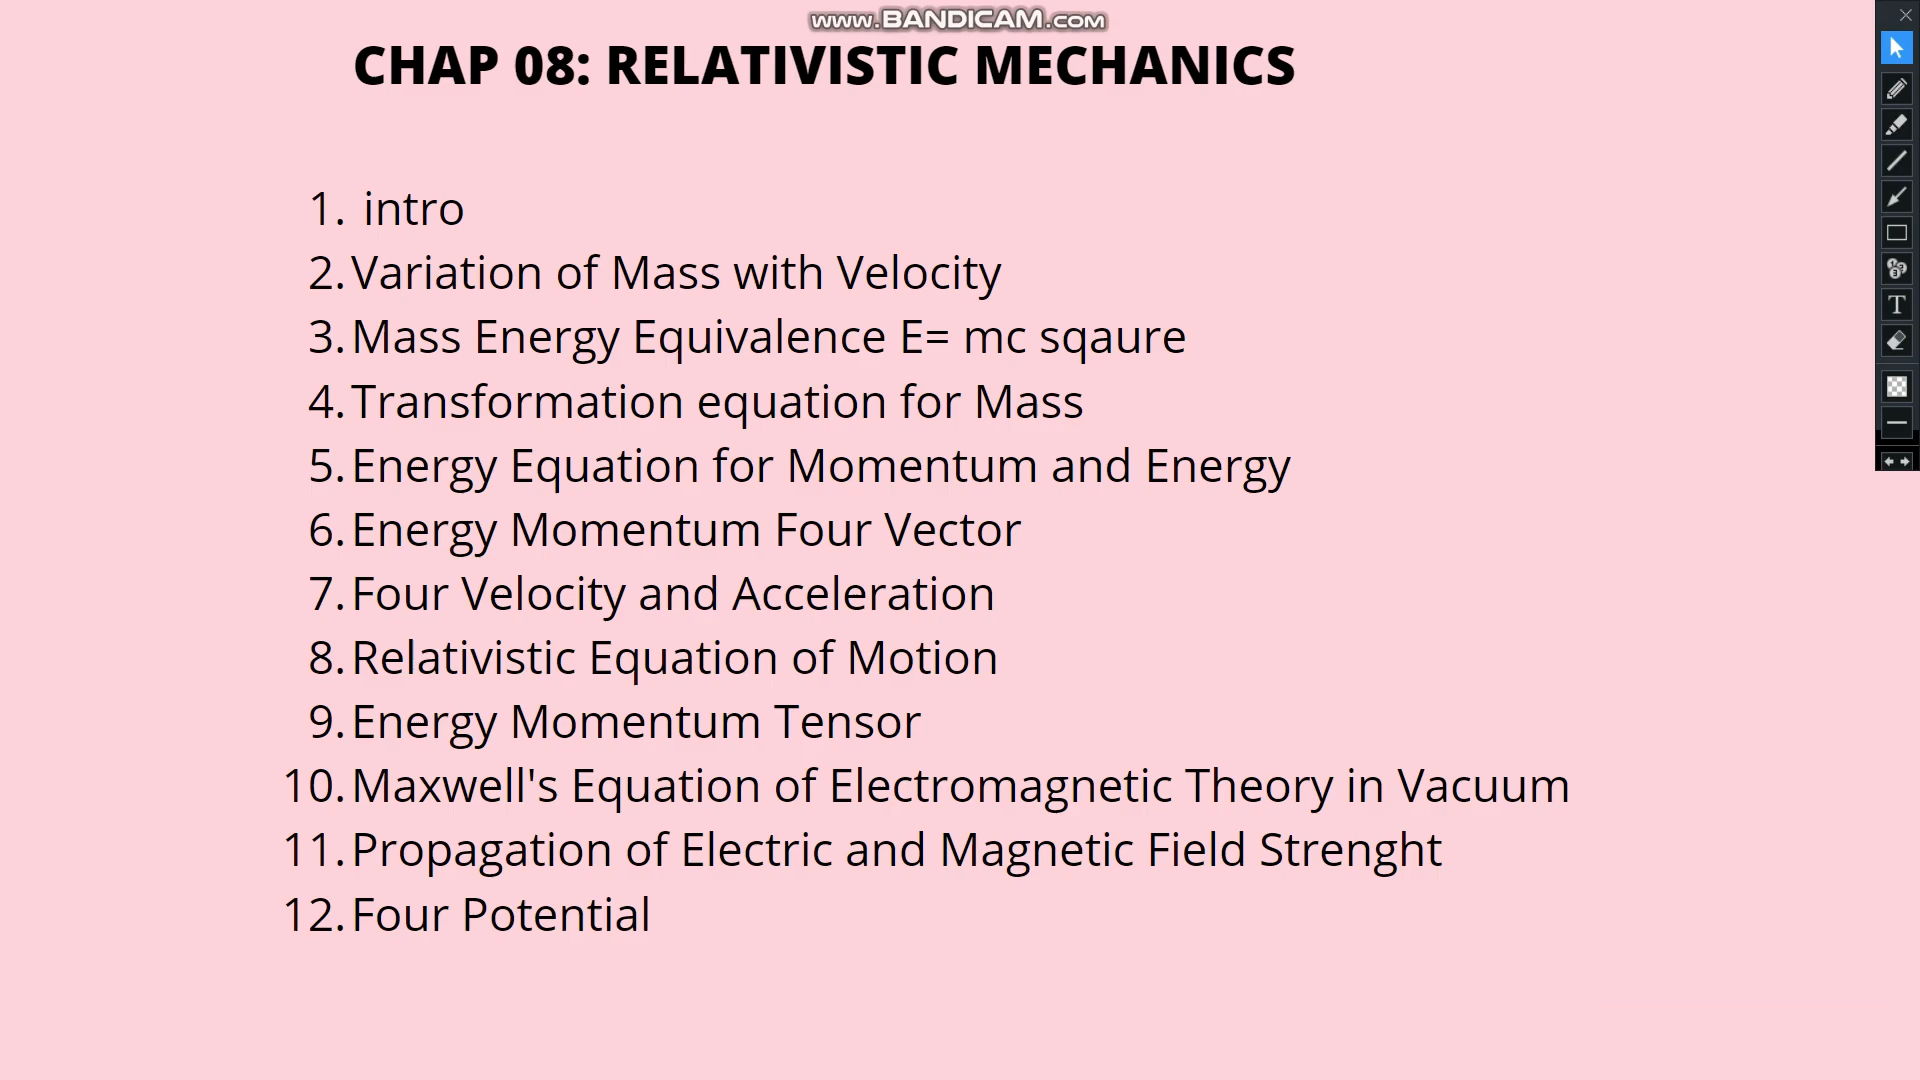 www.BANDICAM.com
CHAP 08: RELATIVISTIC MECHANICS
1. intro
2. Variation of Mass with Velocity
3. Mass Energy Equivalence E= mc sqaure
4. Transformation equation for Mass
5. Energy Equation for Momentum and Energy
6. Energy Momentum Four Vector
7. Four Velocity and Acceleration
8. Relativistic Equation of Motion
9. Energy Momentum Tensor
10. Maxwell's Equation of Electromagnetic Theory in Vacuum
11. Propagation of Electric and Magnetic Field Strenght
12. Four Potential